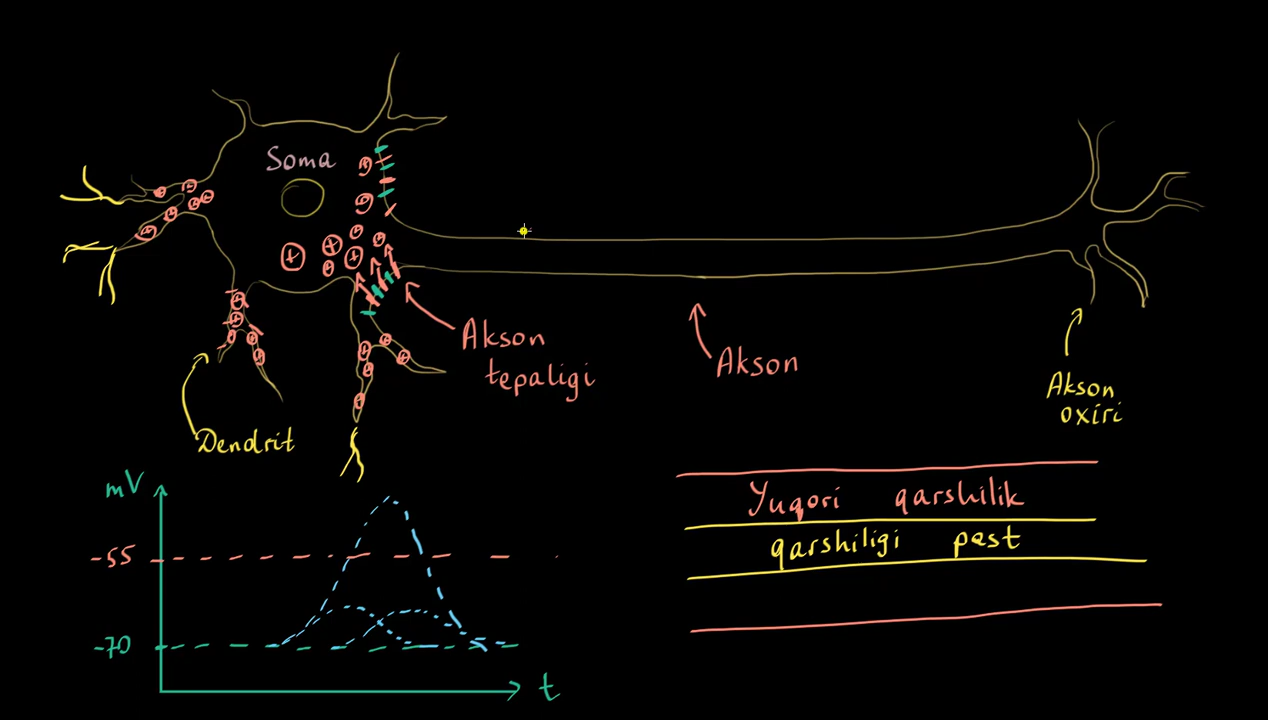 Soma
Akson
tepaligi
Akson
Akson
oxiri
Dendrit
mV
-55
-70
t
Yuqori qarshilik
qarshiligi past